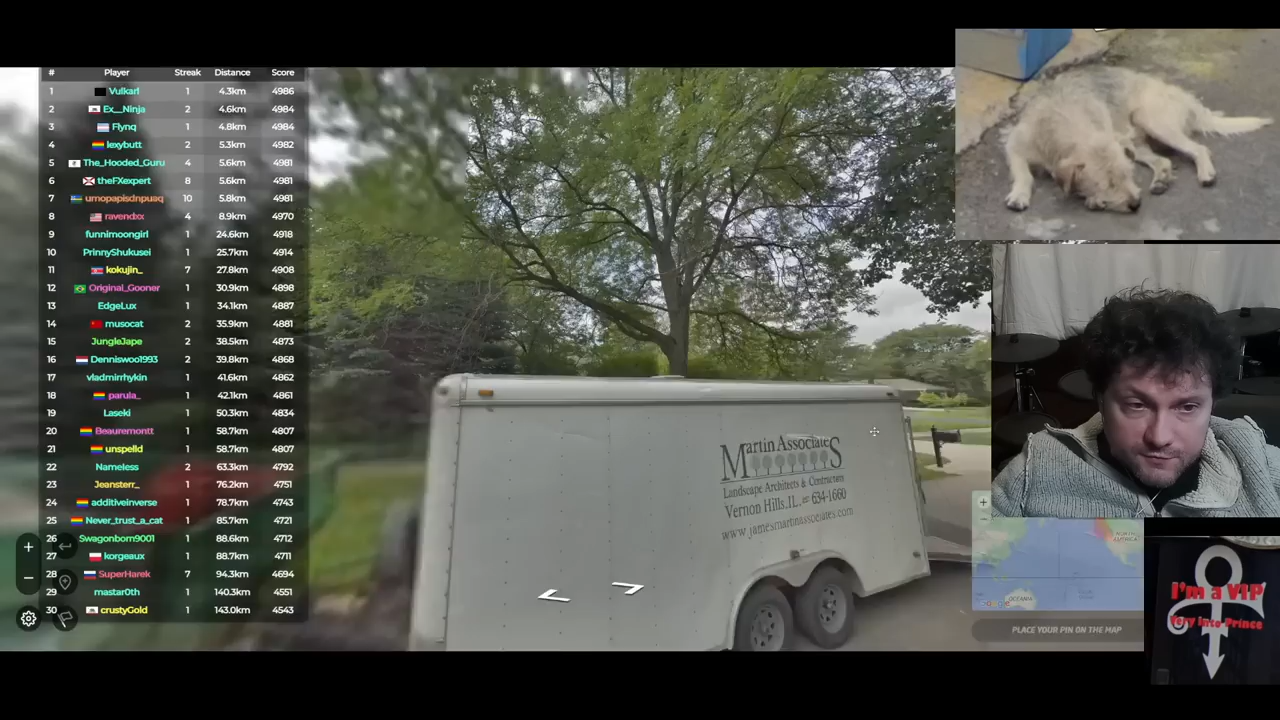 # Player Streak Distance Score
1 Vulkarl 1 4.3km 4986
2 Ex__Ninja 2 4.6km 4984
3 Flynq 1 4.8km 4984
4 lexybutt 2 5.3km 4982
5 The_Hooded_Guru 4 5.6km 4981
6 theFXexpert 8 5.6km 4981
7 umopapisdnpuaq 10 5.8km 4981
8 ravendxx 4 8.9km 4970
9 funnimoongirl 1 24.6km 4918
10 PrinnyShukusei 1 25.7km 4914
11 kokujin_ 7 27.8km 4908
12 Original_Gooner 1 30.9km 4898
13 EdgeLux 1 34.1km 4887
14 musocat 2 35.9km 4881
15 JungleJape 2 38.5km 4873
16 Denniswoo1993 2 39.8km 4868
17 vladmirrhykin 1 41.6km 4862
18 parula_ 1 42.1km 4861
19 Laseki 1 50.3km 4834
20 Beauremontt 1 58.7km 4807
21 unspelld 1 58.7km 4807
22 Nameless 2 63.3km 4792
23 Jeansterr_ 1 76.2km 4751
24 additiveinverse 1 78.7km 4743
25 Never_trust_a_cat 1 85.7km 4721
26 Swagonborn9001 1 88.6km 4712
27 korgeaux 1 88.7km 4711
28 SuperHarek 7 94.3km 4694
29 mastar0th 1 140.3km 4551
30 crustyGold 1 143.0km 4543
Martin AssociateS
Landscape Architects & Contractors
Vernon Hills, IL. 634-1660
www.jamesmartinassociates.com
OCEANIA
Google
PLACE YOUR PIN ON THE MAP
I'm a VIP
Very Into Prince